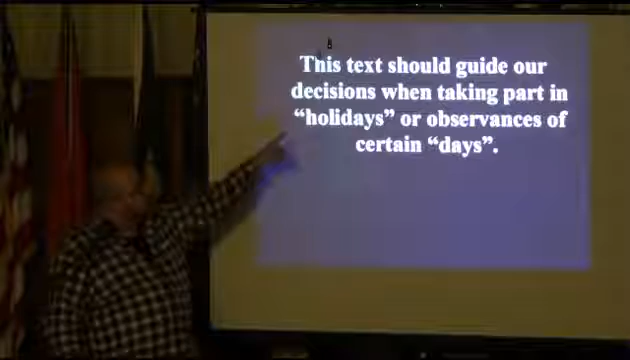 This text should guide our
decisions when taking part in
“holidays” or observances of
certain “days”.